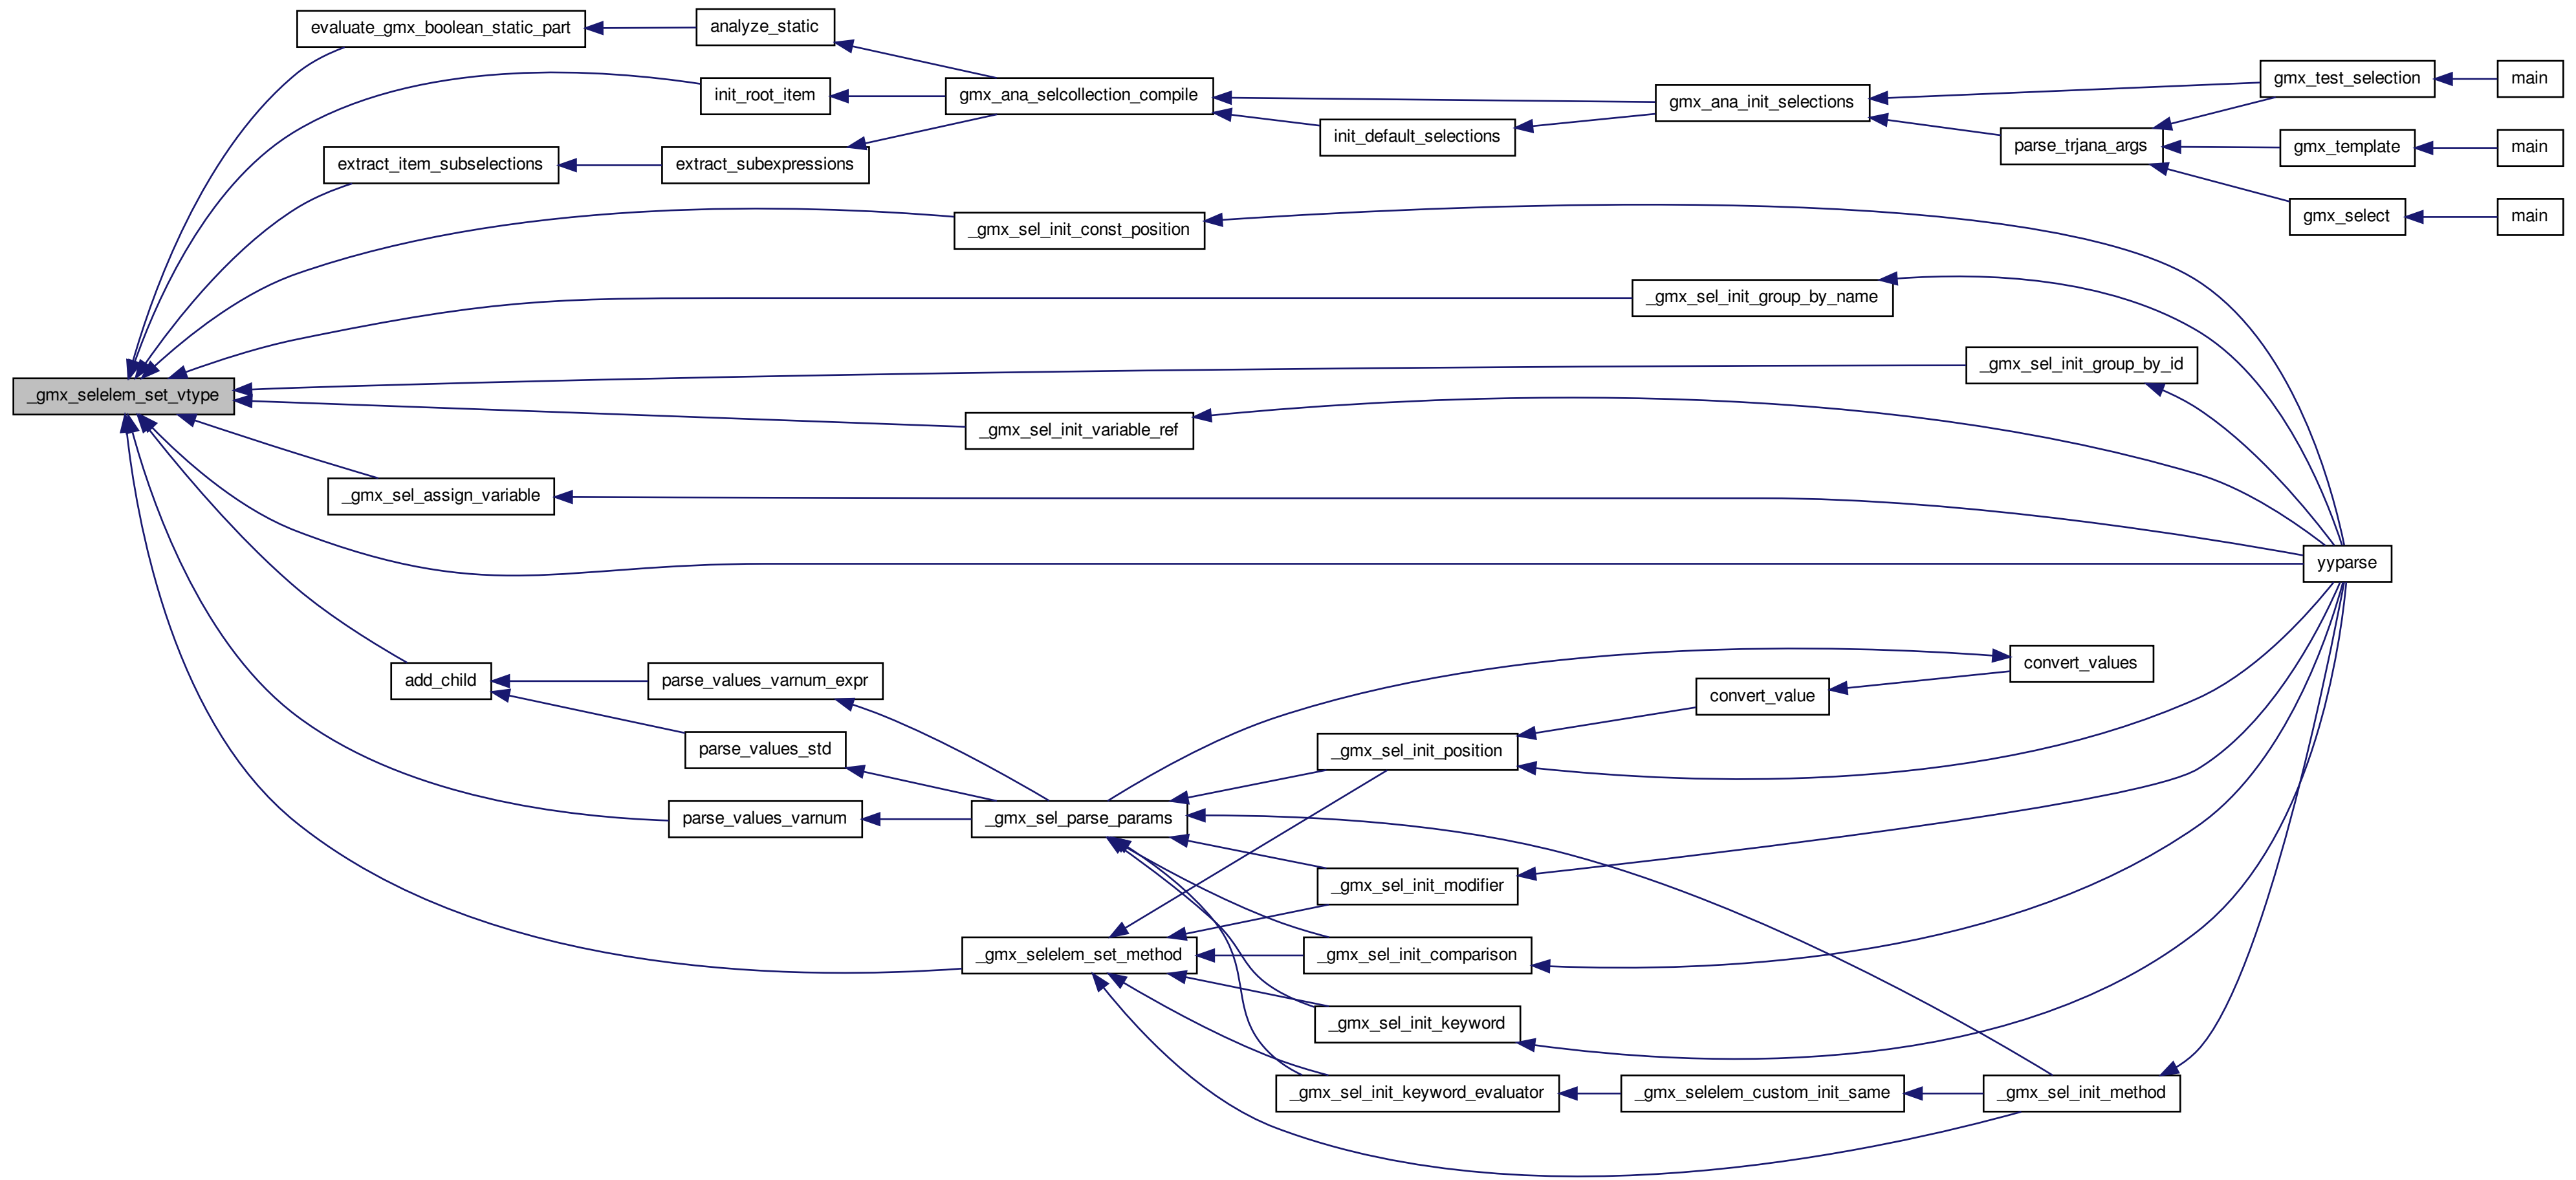 evaluate_gmx_boolean_static_part
analyze_static
init_root_item
gmx_ana_selcollection_compile
gmx_ana_init_selections
gmx_test_selection
main
init_default_selections
parse_trjana_args
gmx_template
main
extract_item_subselections
extract_subexpressions
gmx_select
main
_gmx_sel_init_const_position
_gmx_sel_init_group_by_name
_gmx_sel_init_group_by_id
_gmx_selelem_set_vtype
_gmx_sel_init_variable_ref
_gmx_sel_assign_variable
yyparse
add_child
parse_values_varnum_expr
convert_values
convert_value
parse_values_std
_gmx_sel_init_position
parse_values_varnum
_gmx_sel_parse_params
_gmx_sel_init_modifier
_gmx_selelem_set_method
_gmx_sel_init_comparison
_gmx_sel_init_keyword
_gmx_sel_init_keyword_evaluator
_gmx_selelem_custom_init_same
_gmx_sel_init_method